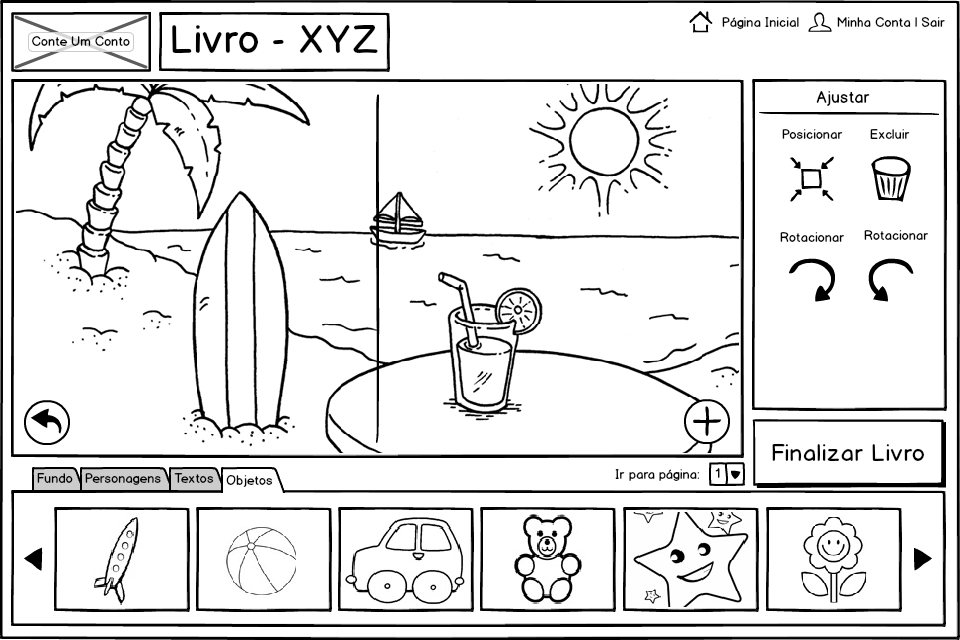 Conte Um Conto
Livro - XYZ
Página Inicial
Minha Conta | Sair
Ajustar
Posicionar
Excluir
Rotacionar
Rotacionar
Finalizar Livro
Ir para página:
1
Fundo
Personagens
Textos
Objetos